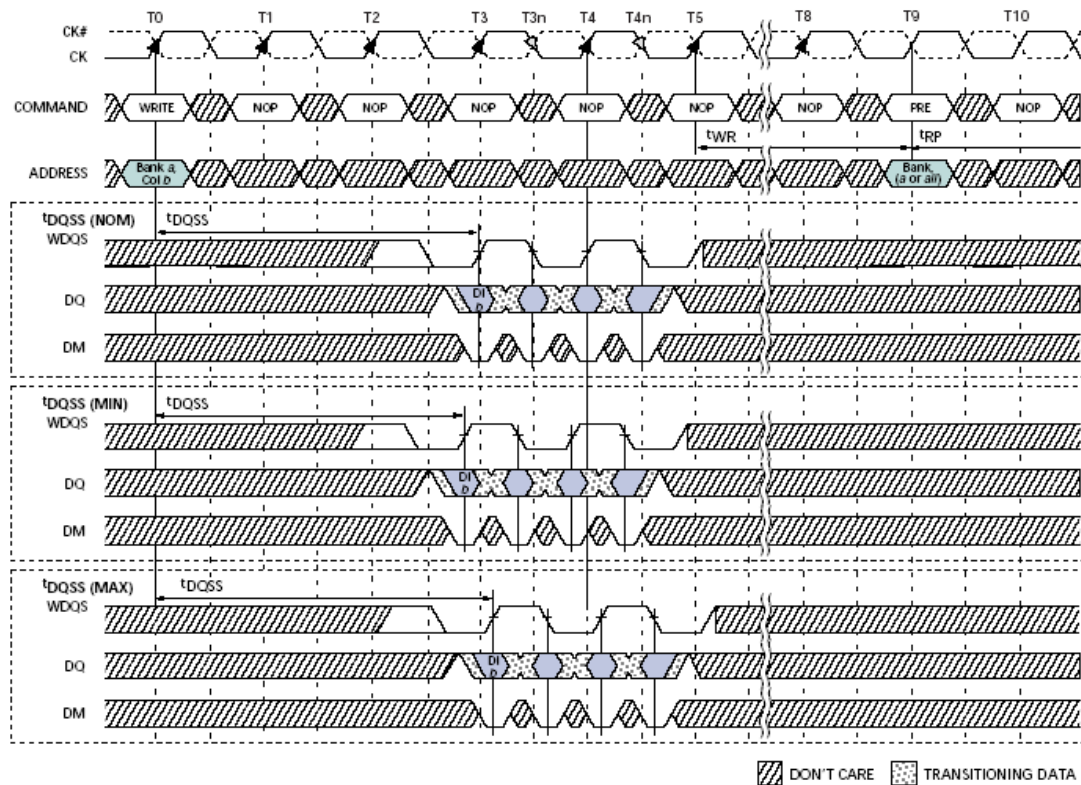 T0 T1 T2 T3 T3n T4 T4n T5 T8 T9 T10
CK#
CK
COMMAND WRITE NOP NOP NOP NOP NOP NOP PRE NOP
tWR tRP
ADDRESS Bank a, Col b Bank, (a or all)
tDQSS (NOM) tDQSS
WDQS
DQ DI b
DM
tDQSS (MIN) tDQSS
WDQS
DQ DI b
DM
tDQSS (MAX) tDQSS
WDQS
DQ DI b
DM
DON'T CARE TRANSITIONING DATA